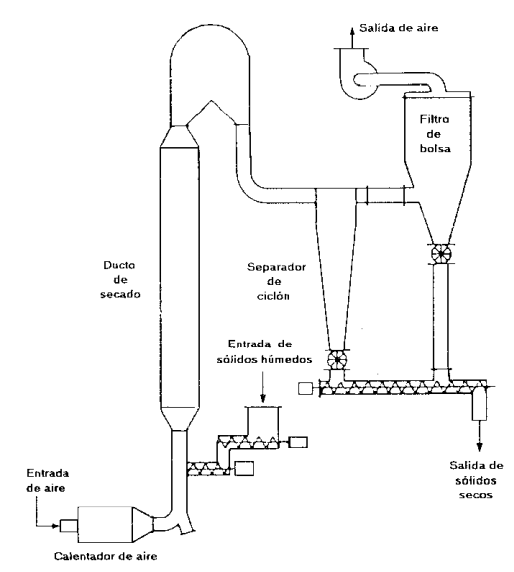 Salida de aire
Filtro
de
bolsa
Ducto
de
secado
Separador
de
ciclón
Entrada de
sólidos húmedos
Entrada
de aire
Salida de
sólidos
secos
Calentador de aire